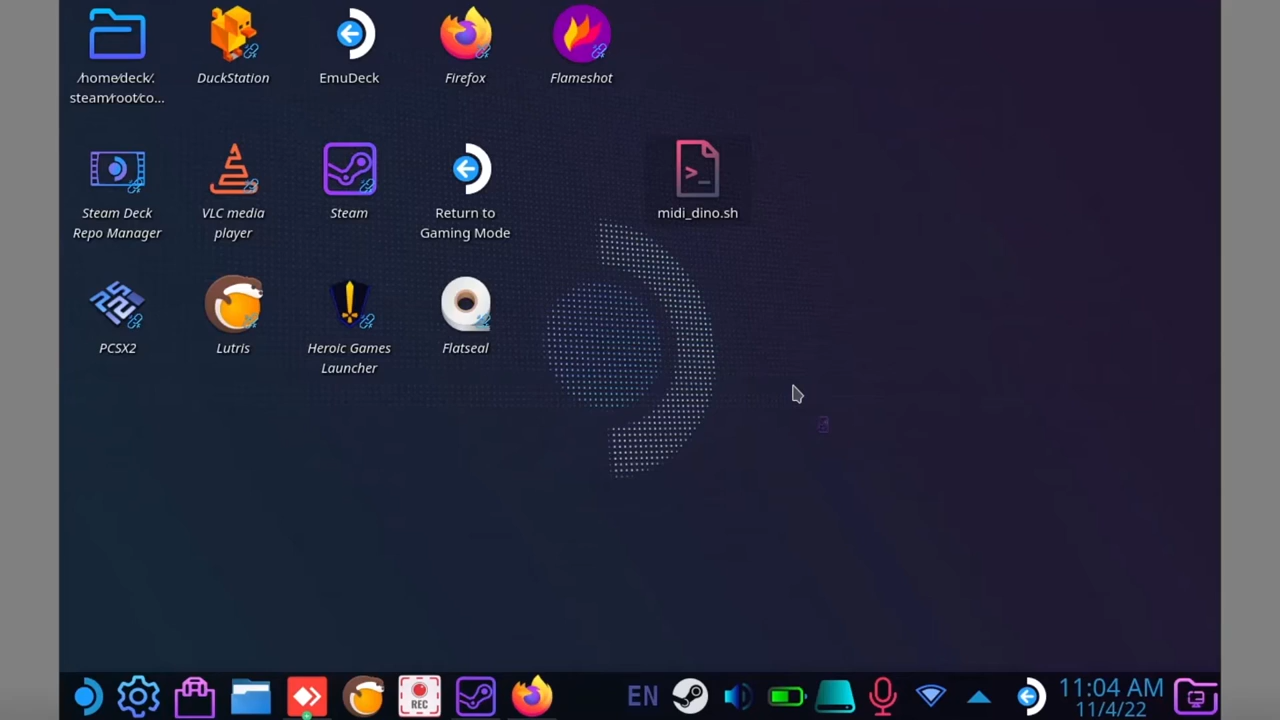 /home/deck/.
steam/root/co...
DuckStation
EmuDeck
Firefox
Flameshot
Steam Deck
Repo Manager
VLC media
player
Steam
Return to
Gaming Mode
>_
midi_dino.sh
PCSX2
Lutris
Heroic Games
Launcher
Flatseal
REC
EN
11:04 AM
11/4/22